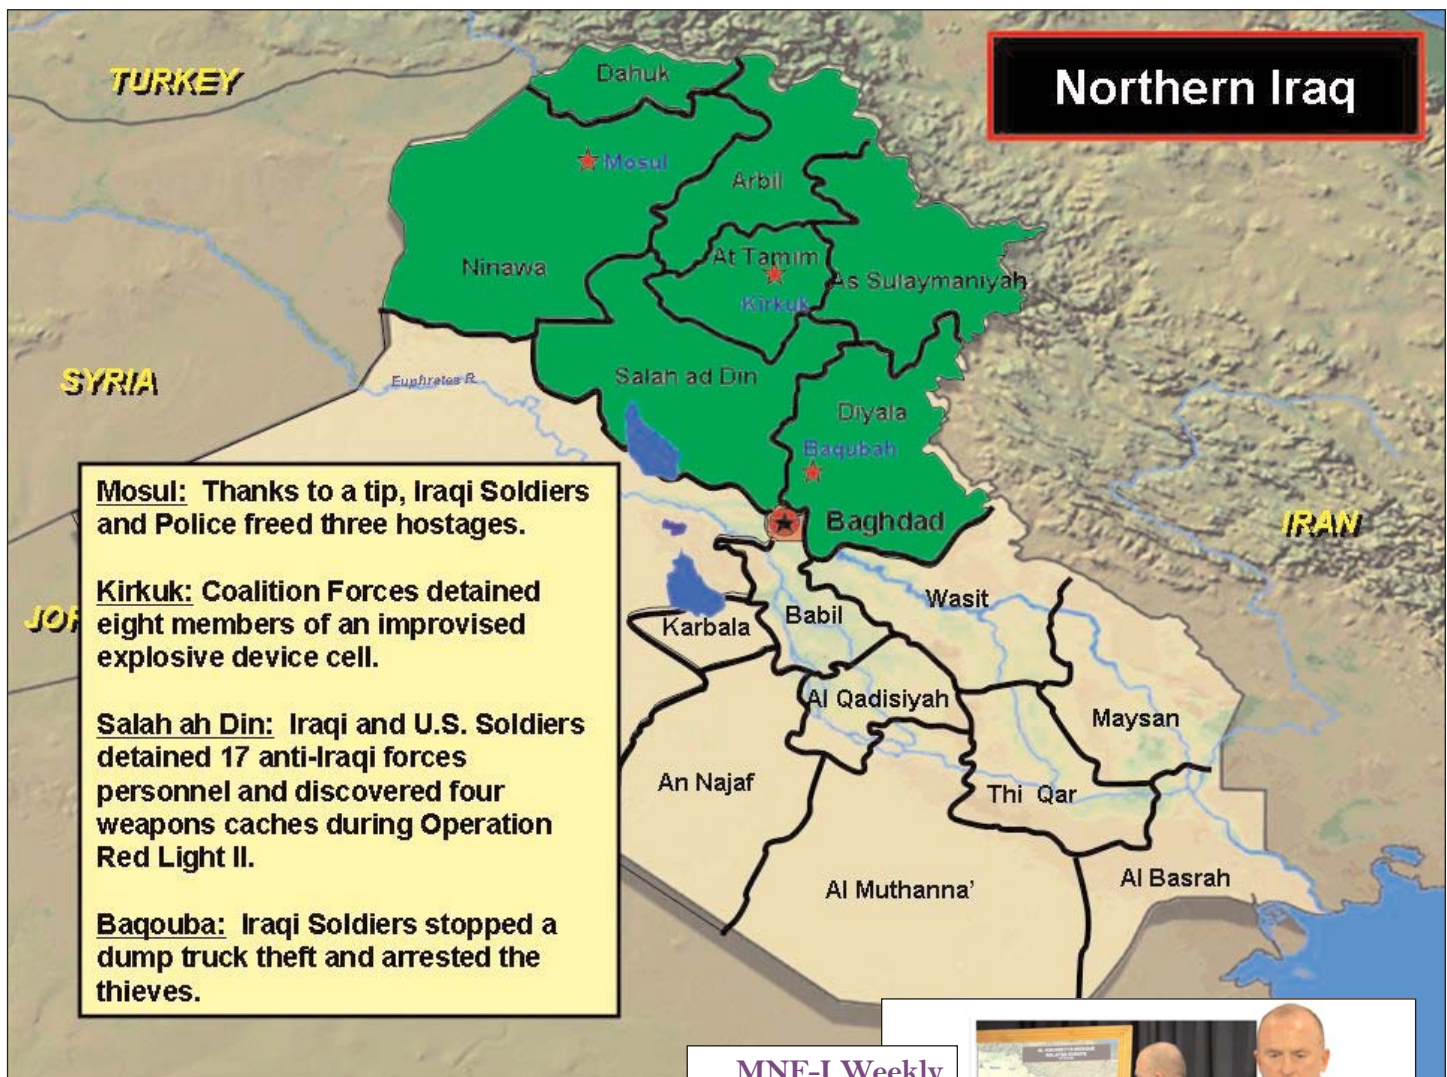 Northern Iraq
TURKEY
Dahuk
Mosul
Arbil
Ninawa
At Tamim
As Sulaymaniyah
Kirkuk
SYRIA
Euphrates R.
Salah ad Din
Diyala
Baqubah
Baghdad
IRAN
Mosul: Thanks to a tip, Iraqi Soldiers
and Police freed three hostages.
Kirkuk: Coalition Forces detained
eight members of an improvised
explosive device cell.
Salah ah Din: Iraqi and U.S. Soldiers
detained 17 anti-Iraqi forces
personnel and discovered four
weapons caches during Operation
Red Light II.
Baqouba: Iraqi Soldiers stopped a
dump truck theft and arrested the
thieves.
JOR
Wasit
Babil
Karbala
Al Qadisiyah
Maysan
An Najaf
Thi Qar
Al Muthanna'
Al Basrah
MNF-I Weekly